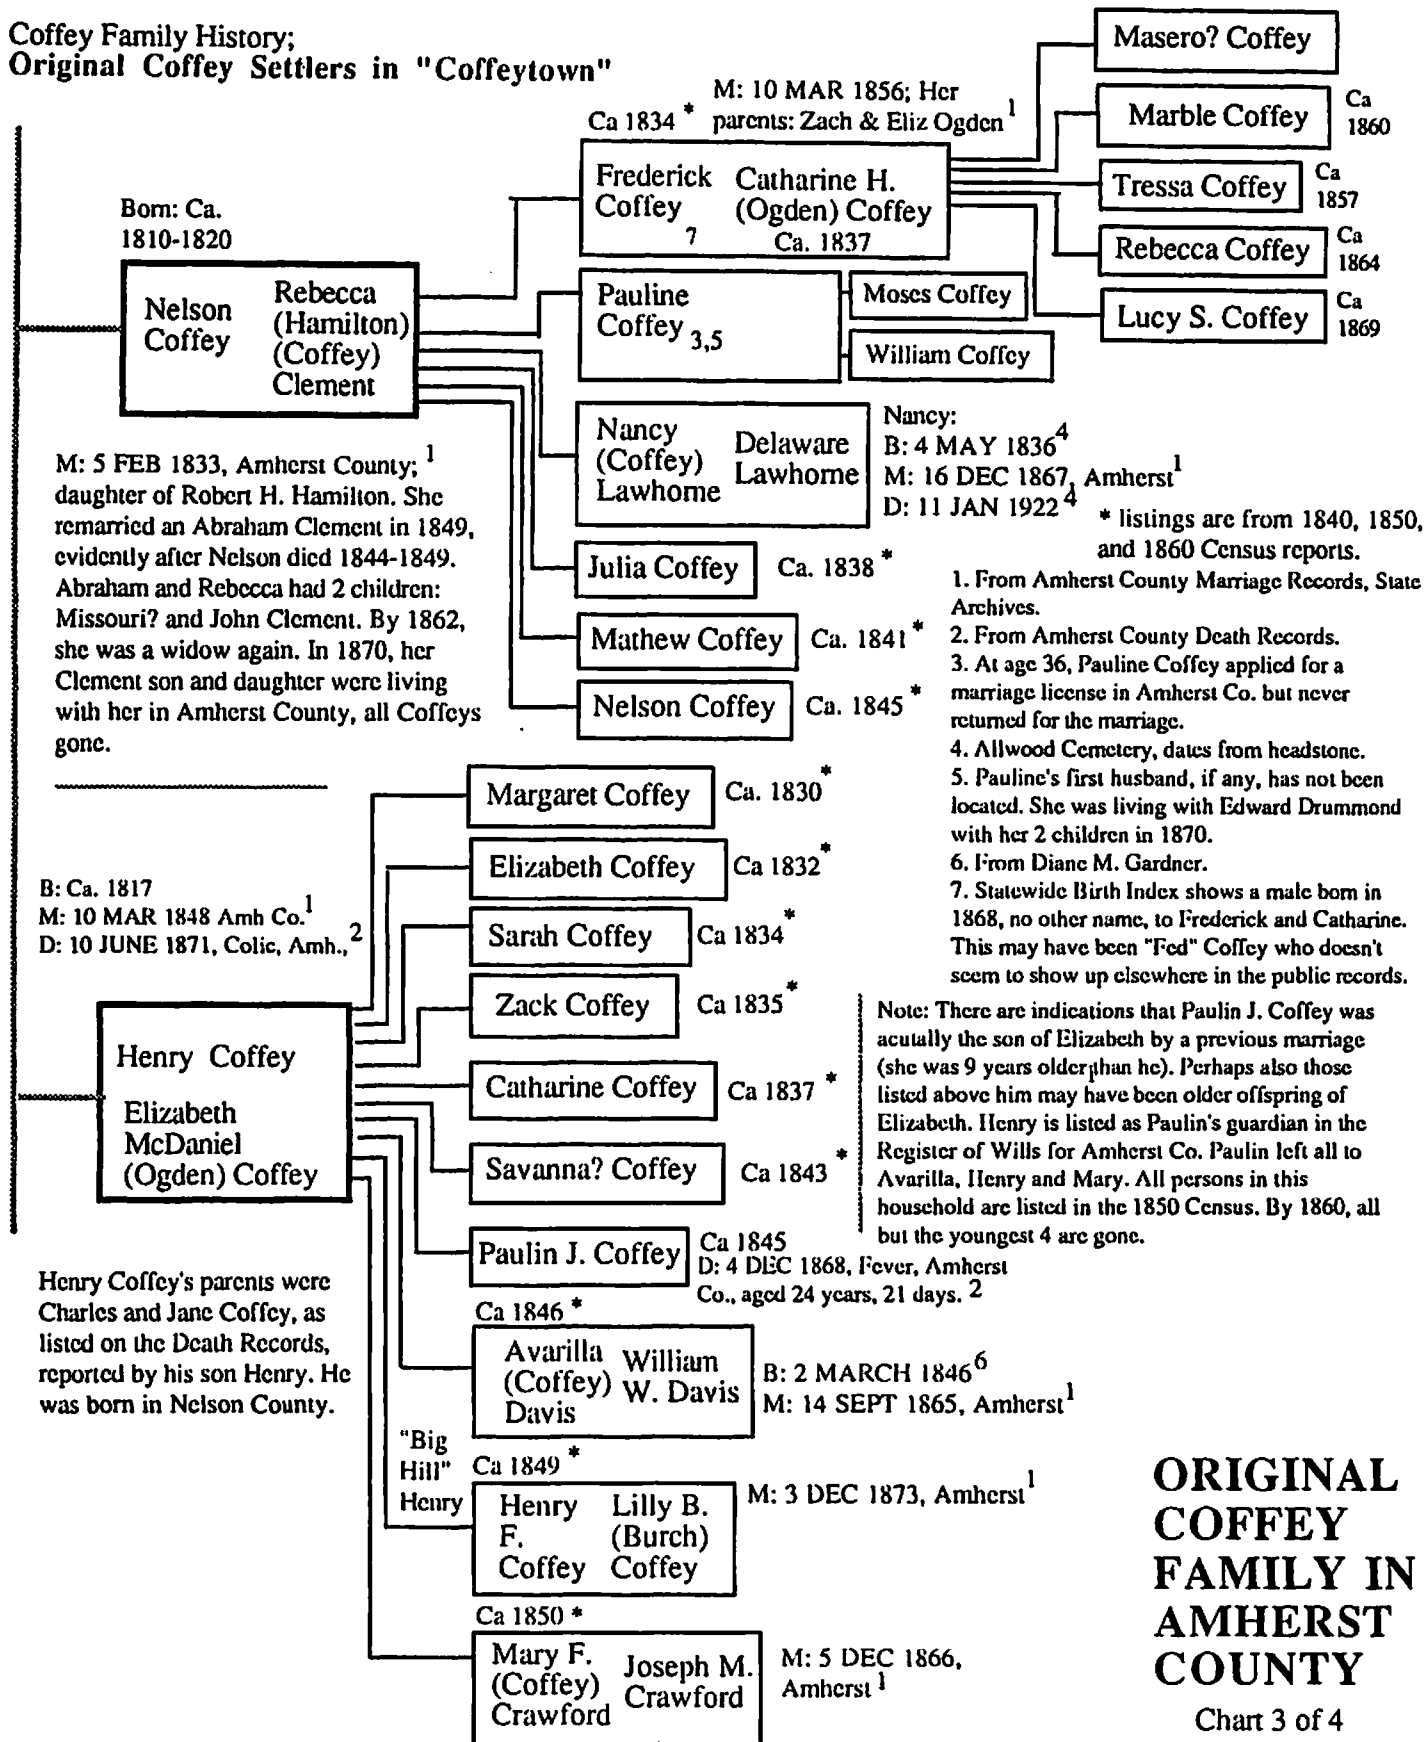 Coffey Family History;
Original Coffey Settlers in "Coffeytown"
Born: Ca.
1810-1820
Nelson
Coffey
Rebecca
(Hamilton)
(Coffey)
Clement
M: 5 FEB 1833, Amherst County; 1
daughter of Robert H. Hamilton. She
remarried an Abraham Clement in 1849,
evidently after Nelson died 1844-1849.
Abraham and Rebecca had 2 children:
Missouri? and John Clement. By 1862,
she was a widow again. In 1870, her
Clement son and daughter were living
with her in Amherst County, all Coffeys
gone.
Ca 1834 *
M: 10 MAR 1856; Her
parents: Zach & Eliz Ogden 1
Frederick
Coffey
7
Catharine H.
(Ogden) Coffey
Ca. 1837
Masero? Coffey
Marble Coffey
Ca
1860
Tressa Coffey
Ca
1857
Rebecca Coffey
Ca
1864
Lucy S. Coffey
Ca
1869
Pauline
Coffey 3,5
Moses Coffey
William Coffey
Nancy
(Coffey)
Lawhorne
Delaware
Lawhorne
Nancy:
B: 4 MAY 1836 4
M: 16 DEC 1867, Amherst 1
D: 11 JAN 1922 4
Julia Coffey
Ca. 1838 *
Mathew Coffey
Ca. 1841 *
Nelson Coffey
Ca. 1845 *
* listings are from 1840, 1850,
and 1860 Census reports.
1. From Amherst County Marriage Records, State
Archives.
2. From Amherst County Death Records.
3. At age 36, Pauline Coffey applied for a
marriage license in Amherst Co. but never
returned for the marriage.
4. Allwood Cemetery, dates from headstone.
5. Pauline's first husband, if any, has not been
located. She was living with Edward Drummond
with her 2 children in 1870.
6. From Diane M. Gardner.
7. Statewide Birth Index shows a male born in
1868, no other name, to Frederick and Catharine.
This may have been "Fed" Coffey who doesn't
seem to show up elsewhere in the public records.
B: Ca. 1817
M: 10 MAR 1848 Amh Co. 1
D: 10 JUNE 1871, Colic, Amh., 2
Henry Coffey
Elizabeth
McDaniel
(Ogden) Coffey
Henry Coffey's parents were
Charles and Jane Coffey, as
listed on the Death Records,
reported by his son Henry. He
was born in Nelson County.
Margaret Coffey
Ca. 1830 *
Elizabeth Coffey
Ca 1832 *
Sarah Coffey
Ca 1834 *
Zack Coffey
Ca 1835 *
Catharine Coffey
Ca 1837 *
Savanna? Coffey
Ca 1843 *
Paulin J. Coffey
Ca 1845
D: 4 DEC 1868, Fever, Amherst
Co., aged 24 years, 21 days. 2
Note: There are indications that Paulin J. Coffey was
acutally the son of Elizabeth by a previous marriage
(she was 9 years older than he). Perhaps also those
listed above him may have been older offspring of
Elizabeth. Henry is listed as Paulin's guardian in the
Register of Wills for Amherst Co. Paulin left all to
Avarilla, Henry and Mary. All persons in this
household are listed in the 1850 Census. By 1860, all
but the youngest 4 are gone.
Ca 1846 *
Avarilla
(Coffey)
Davis
William
W. Davis
B: 2 MARCH 1846 6
M: 14 SEPT 1865, Amherst 1
"Big
Hill"
Henry
Ca 1849 *
Henry
F.
Coffey
Lilly B.
(Burch)
Coffey
M: 3 DEC 1873, Amherst 1
Ca 1850 *
Mary F.
(Coffey)
Crawford
Joseph M.
Crawford
M: 5 DEC 1866,
Amherst 1
ORIGINAL
COFFEY
FAMILY IN
AMHERST
COUNTY
Chart 3 of 4